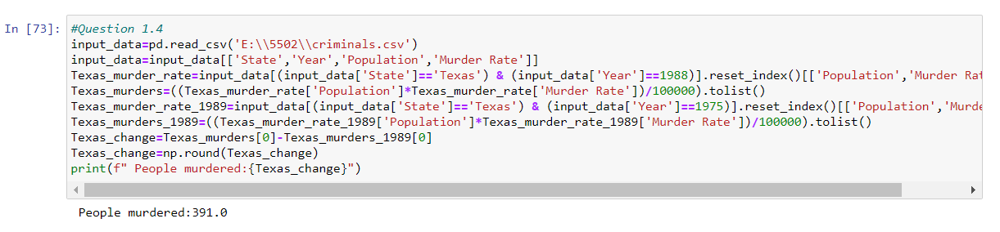 In [73]: #Question 1.4
input_data=pd.read_csv('E:\\5502\\criminals.csv')
input_data=input_data[['State','Year','Population','Murder Rate']]
Texas_murder_rate=input_data[(input_data['State']=='Texas') & (input_data['Year']==1988)].reset_index()[['Population','Murder Rat
Texas_murders=((Texas_murder_rate['Population']*Texas_murder_rate['Murder Rate'])/100000).tolist()
Texas_murder_rate_1989=input_data[(input_data['State']=='Texas') & (input_data['Year']==1975)].reset_index()[['Population','Murde
Texas_murders_1989=((Texas_murder_rate_1989['Population']*Texas_murder_rate_1989['Murder Rate'])/100000).tolist()
Texas_change=Texas_murders[0]-Texas_murders_1989[0]
Texas_change=np.round(Texas_change)
print(f" People murdered:{Texas_change}")
People murdered:391.0